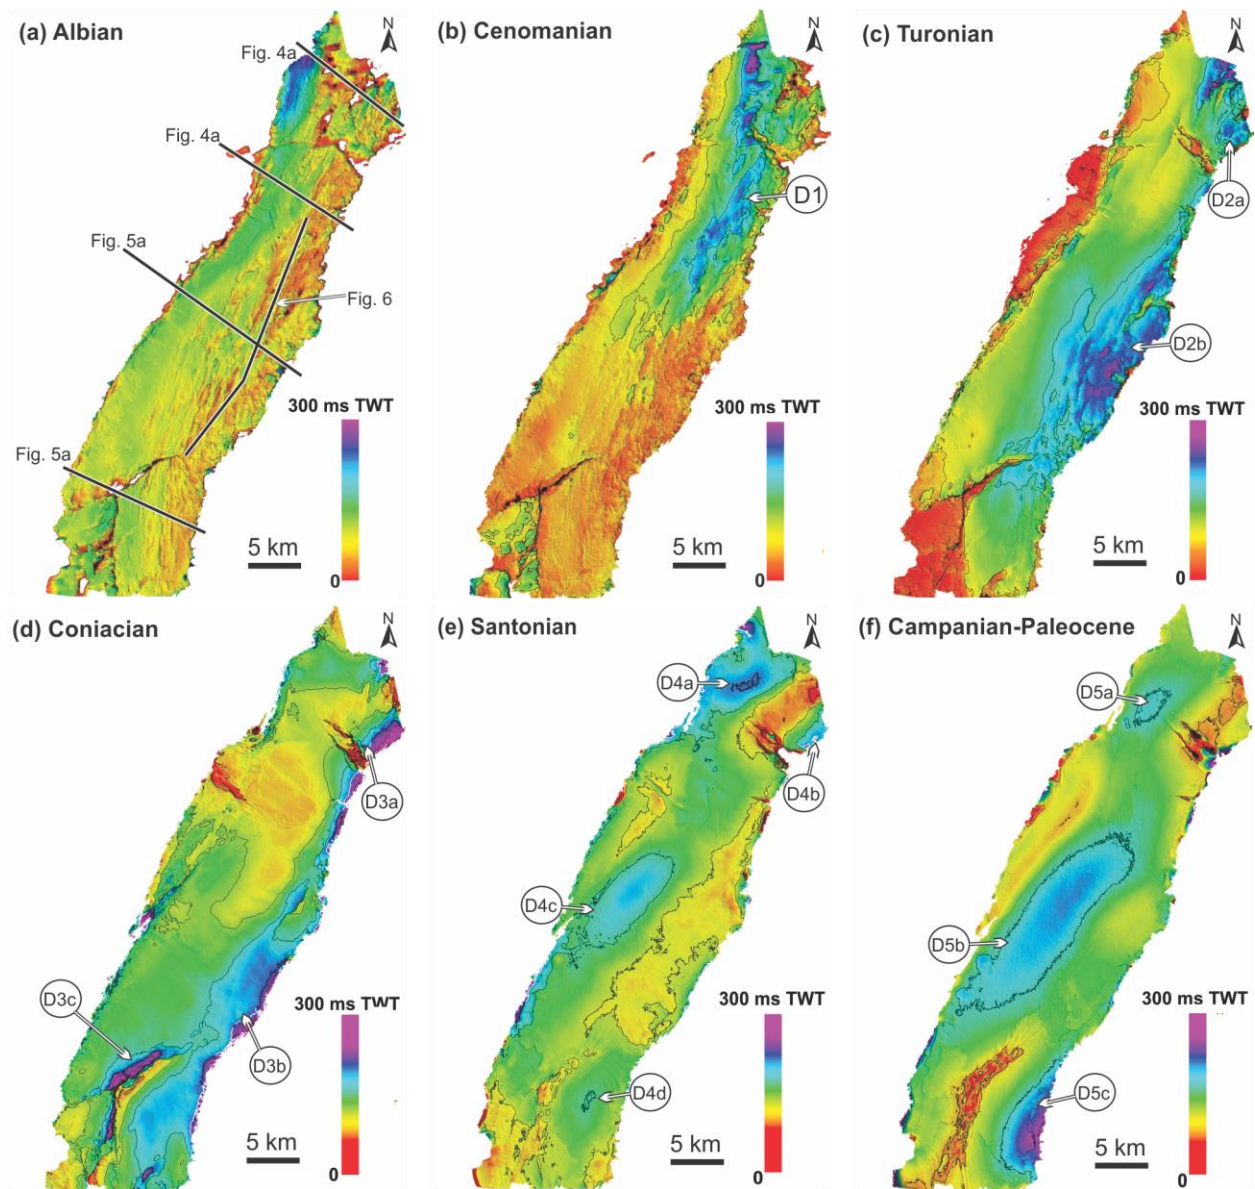 (a) Albian
N
Fig. 4a
Fig. 4a
Fig. 5a
Fig. 6
300 ms TWT
Fig. 5a
5 km
0
(b) Cenomanian
N
D1
300 ms TWT
5 km
0
(c) Turonian
N
D2a
D2b
300 ms TWT
5 km
0
(d) Coniacian
N
D3a
D3c
300 ms TWT
D3b
5 km
0
(e) Santonian
N
D4a
D4b
D4c
300 ms TWT
D4d
5 km
0
(f) Campanian-Paleocene
N
D5a
D5b
300 ms TWT
D5c
5 km
0